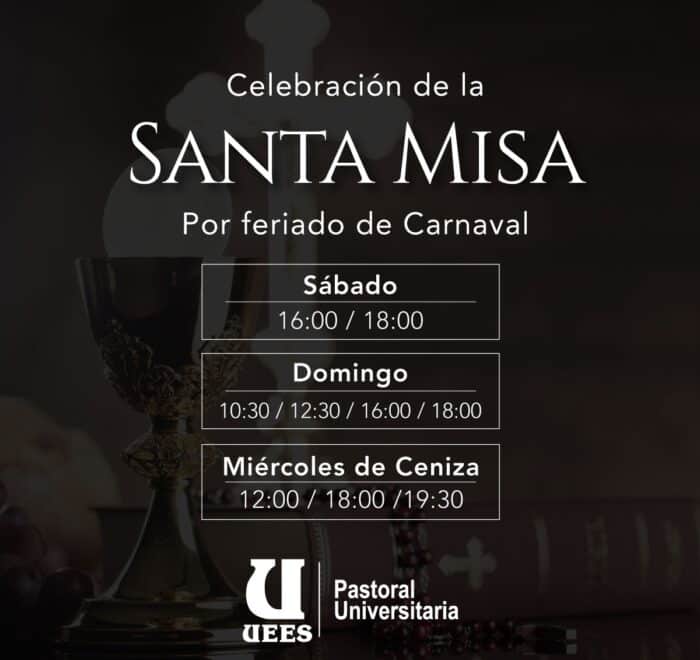 Celebración de la
SANTA MISA
Por feriado de Carnaval
Sábado
16:00 / 18:00
Domingo
10:30 / 12:30 / 16:00 / 18:00
Miércoles de Ceniza
12:00 / 18:00 /19:30
U
UEES
Pastoral
Universitaria